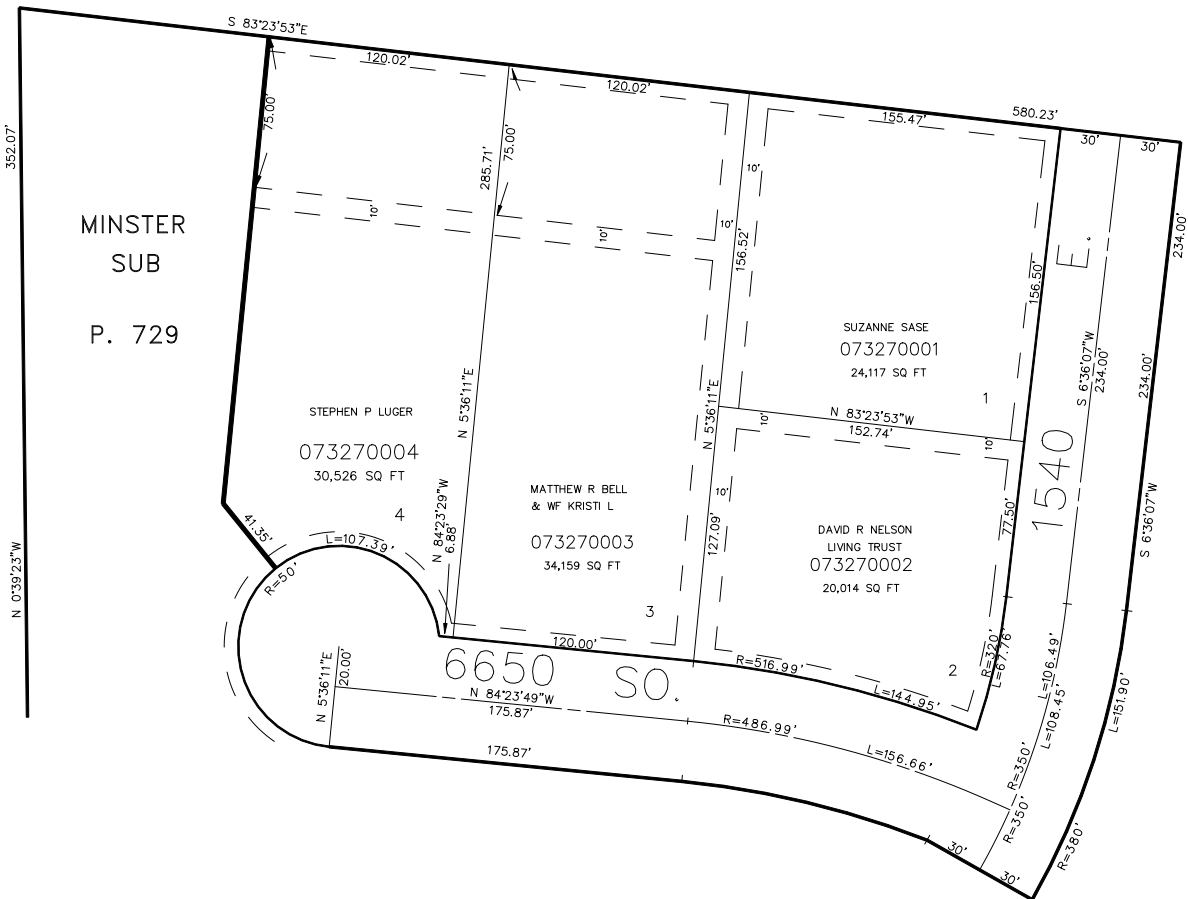 S 83°23'53"E
120.02'
120.02'
155.47'
580.23'
30'
30'
352.07'
75.00'
285.71'
75.00'
10'
10'
10'
10'
156.52'
156.50'
E.
234.00'
MINSTER
SUB
P. 729
SUZANNE SASE
073270001
24,117 SQ FT
1
S 6°36'07"W
234.00'
234.00'
N 5°36'11"E
N 5°36'11"E
N 83°23'53"W
152.74'
10'
10'
STEPHEN P LUGER
073270004
30,526 SQ FT
4
MATTHEW R BELL
& WF KRISTI L
073270003
34,159 SQ FT
3
10'
127.09'
DAVID R NELSON
LIVING TRUST
073270002
20,014 SQ FT
2
77.50'
1540
S 6°36'07"W
N 0°39'23"W
41.35'
L=107.39'
R=50'
N 84°23'29"W
6.88'
120.00'
6650 SO.
R=516.99'
L=144.95'
R=320'
L=67.76'
L=106.49'
L=108.45'
L=151.90'
N 5°36'11"E
20.00'
N 84°23'49"W
175.87'
R=486.99'
L=156.66'
175.87'
R=350'
R=350'
R=380'
30'
30'